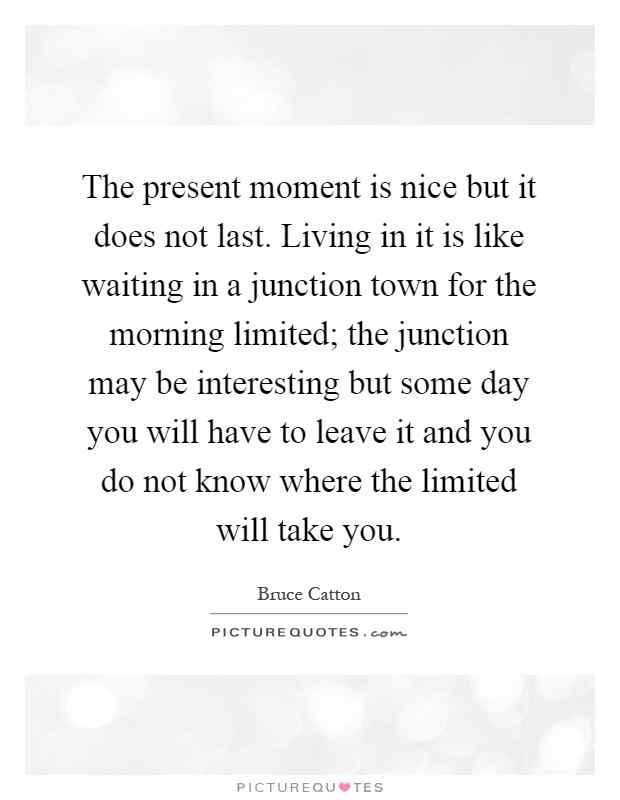 The present moment is nice but it
does not last. Living in it is like
waiting in a junction town for the
morning limited; the junction
may be interesting but some day
you will have to leave it and you
do not know where the limited
will take you.
Bruce Catton
PICTUREQUOTES.com
PICTUREQUOTES